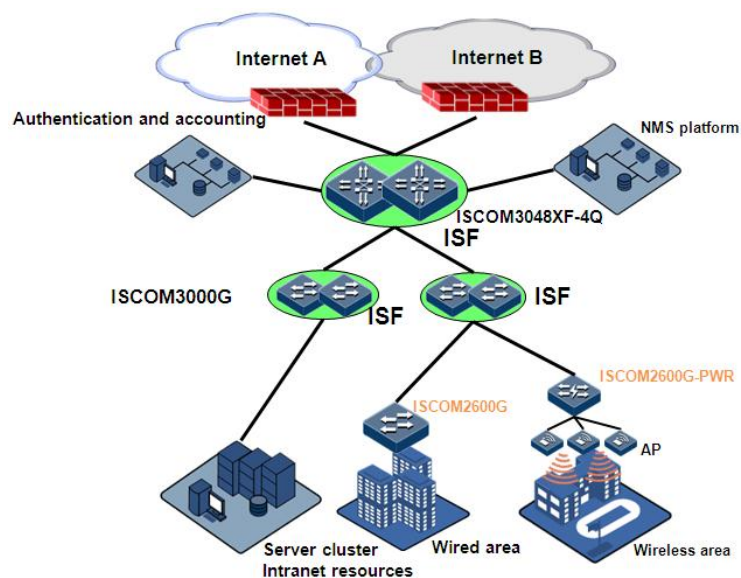 Internet A
Internet B
Authentication and accounting
NMS platform
ISCOM3048XF-4Q
ISF
ISCOM3000G
ISF
ISF
ISCOM2600G-PWR
ISCOM2600G
AP
Server cluster
Intranet resources
Wired area
Wireless area